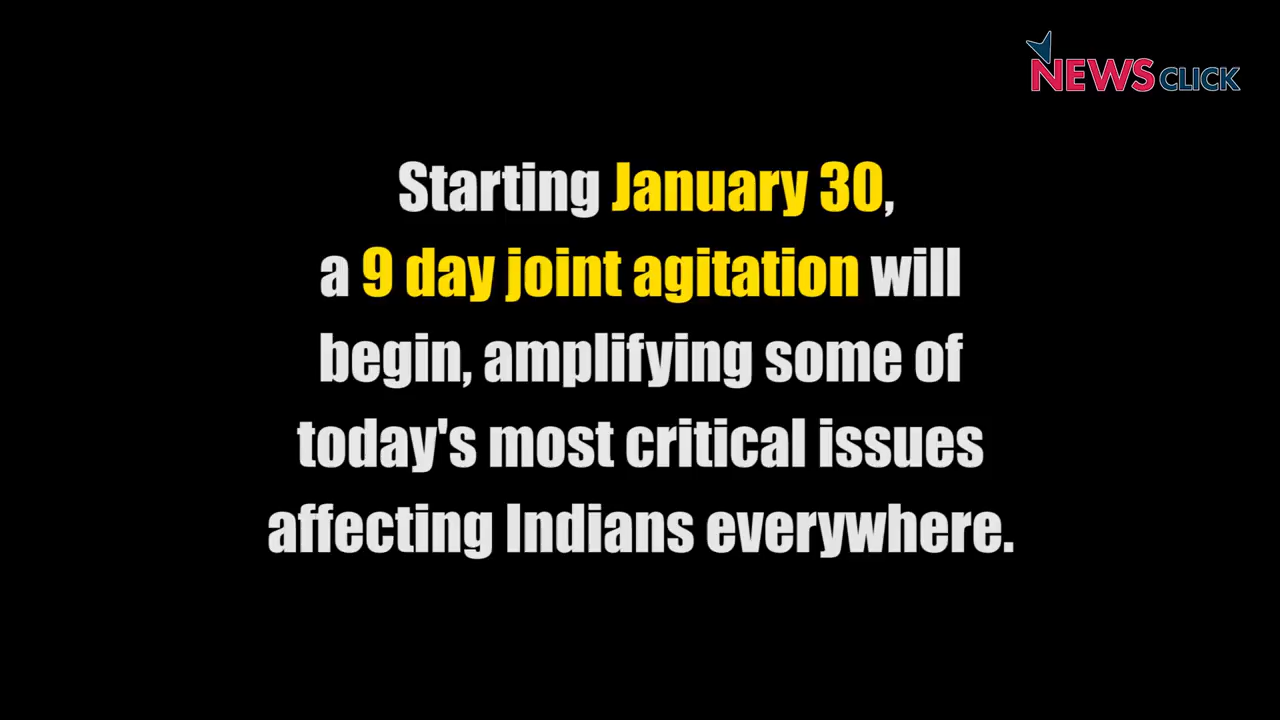 NEWSCLICK
Starting January 30,
a 9 day joint agitation will
begin, amplifying some of
today's most critical issues
affecting Indians everywhere.